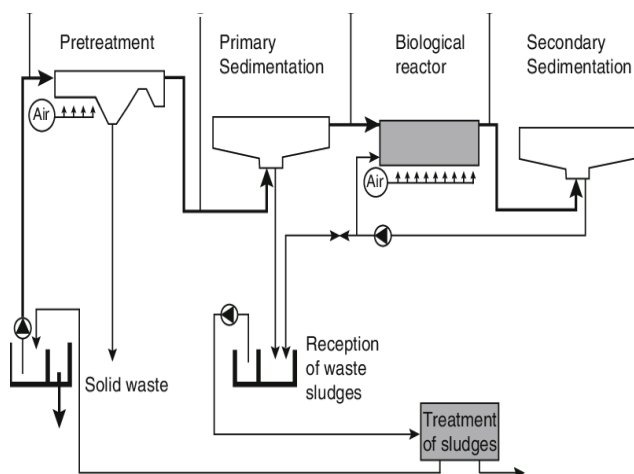 Pretreatment
Primary
Sedimentation
Biological
reactor
Secondary
Sedimentation
Air
Air
Solid waste
Reception
of waste
sludges
Treatment
of sludges